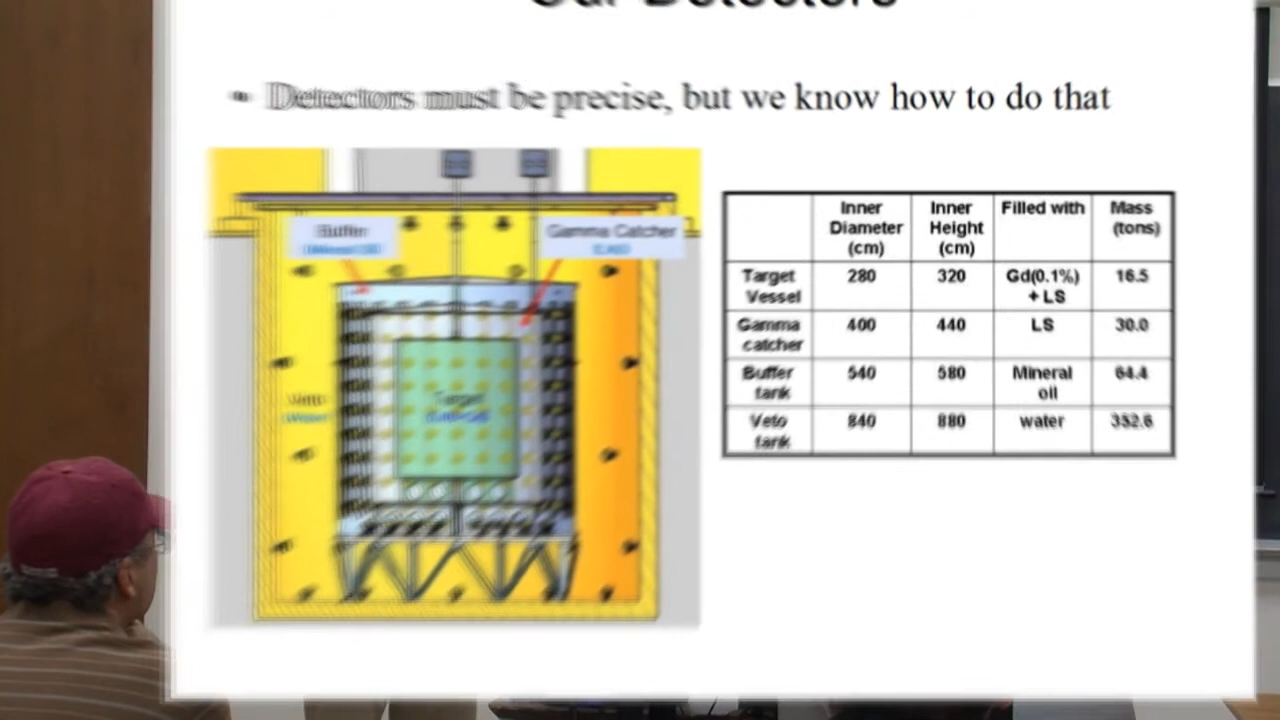 Our Detectors
• Detectors must be precise, but we know how to do that
Buffer
Gamma Catcher
Veto
(Water)
Target
Inner Diameter (cm) Inner Height (cm) Filled with Mass (tons)
Target Vessel 280 320 Gd(0.1%) + LS 16.5
Gamma catcher 400 440 LS 30.0
Buffer tank 540 580 Mineral oil 64.4
Veto tank 840 880 water 352.6